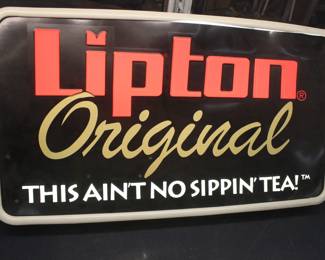 Lipton®
Original
THIS AIN'T NO SIPPIN' TEA!™